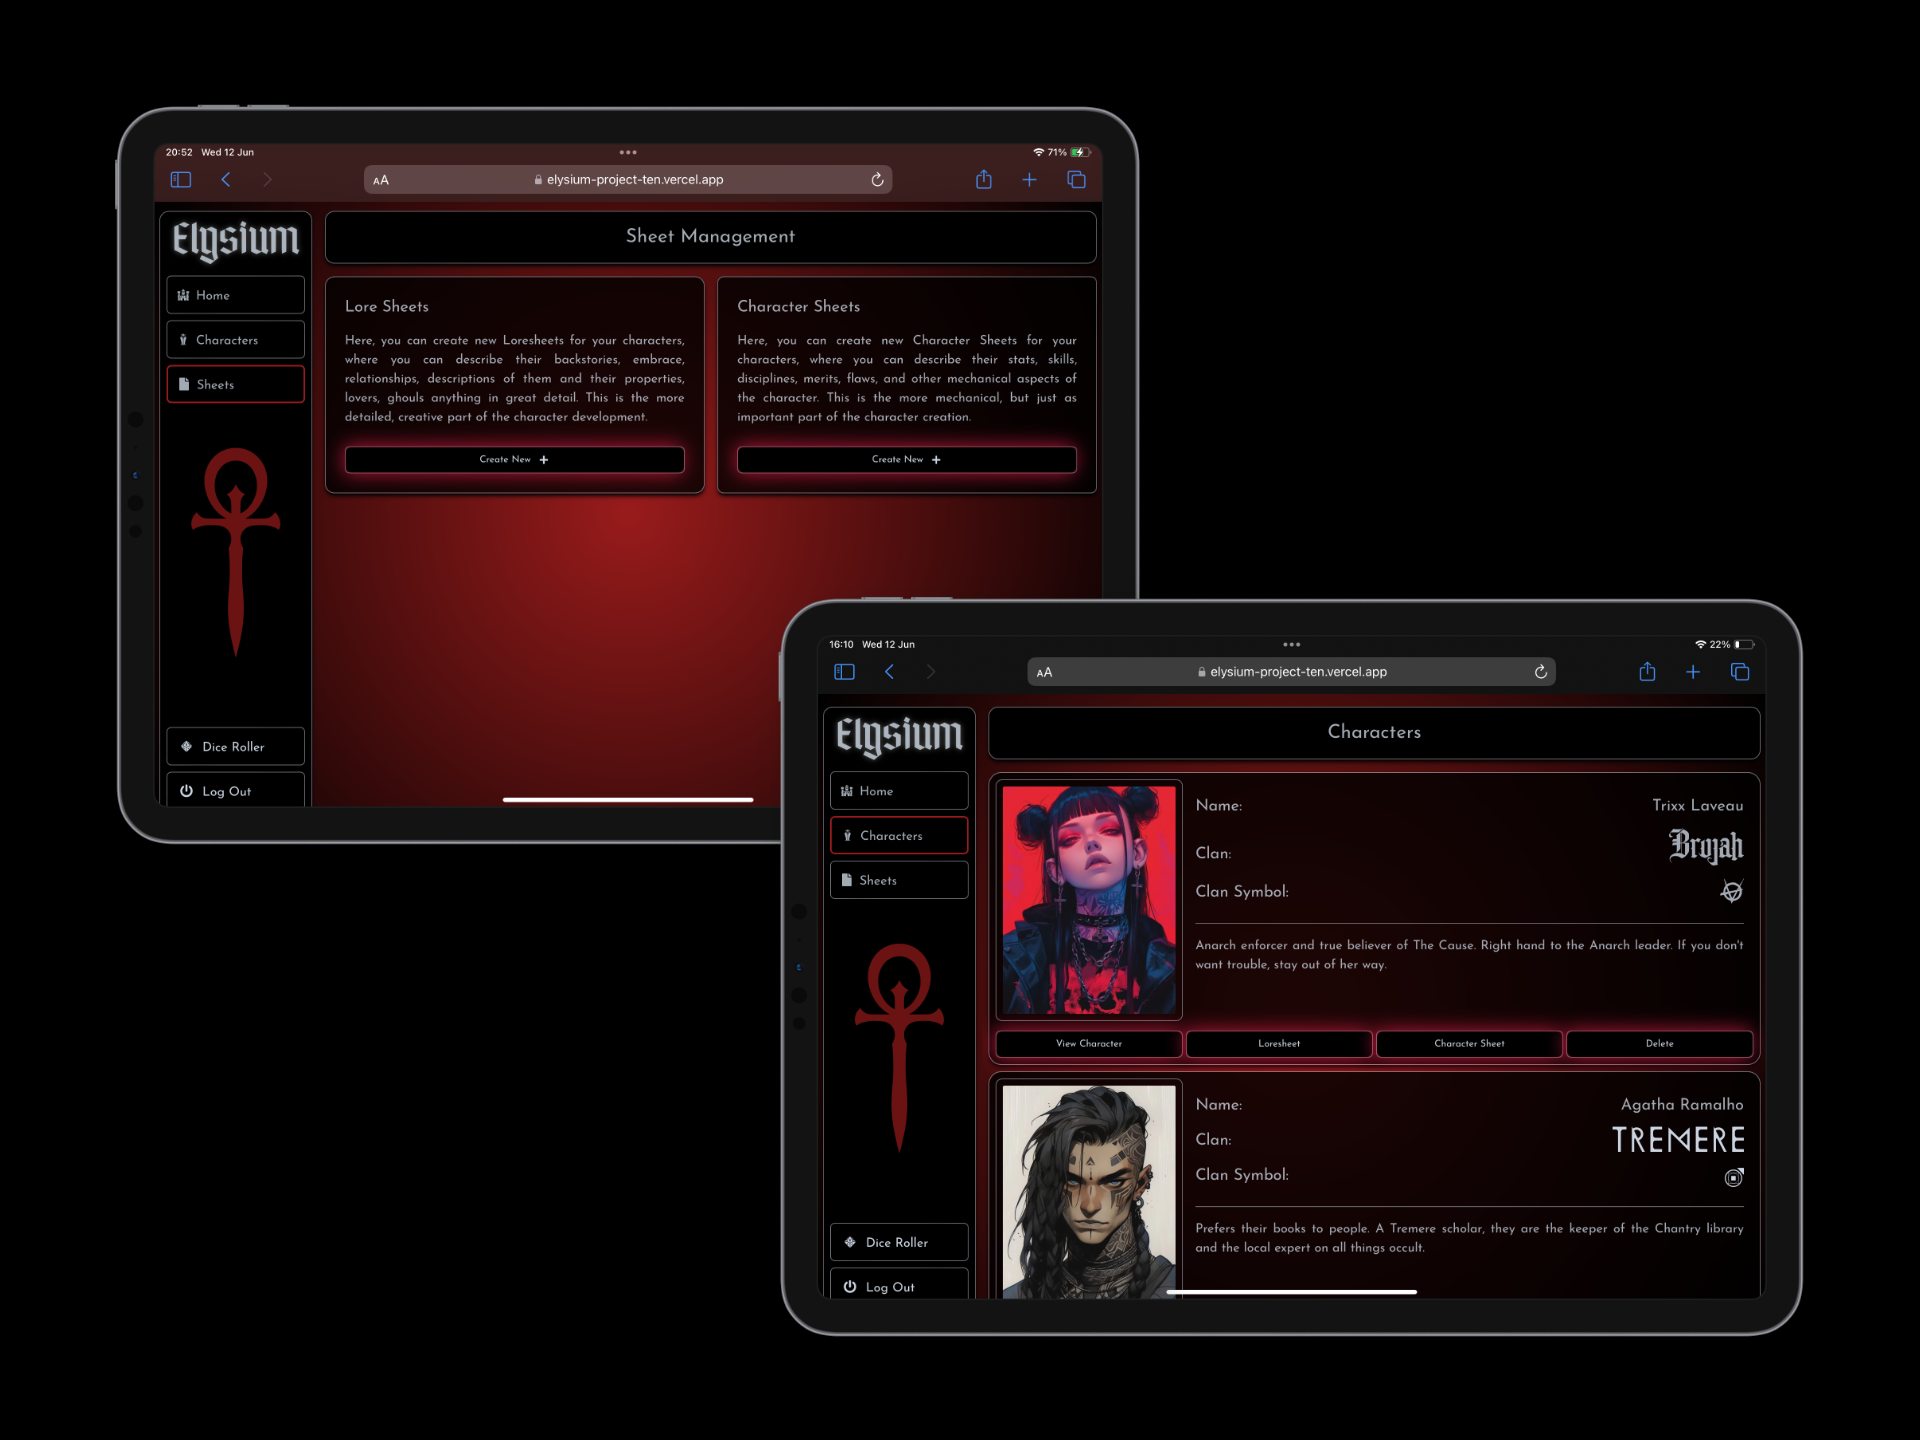 20:52 Wed 12 Jun
71%
AA
elysium-project-ten.vercel.app
Elysium
Home
Characters
Sheets
Dice Roller
Log Out
Sheet Management
Lore Sheets
Here, you can create new Loresheets for your characters,
where you can describe their backstories, embrace,
relationships, descriptions of them and their properties,
lovers, ghouls anything in great detail. This is the more
detailed, creative part of the character development.
Create New +
Character Sheets
Here, you can create new Character Sheets for your
characters, where you can describe their stats, skills,
disciplines, merits, flaws, and other mechanical aspects of
the character. This is the more mechanical, but just as
important part of the character creation.
Create New +
16:10 Wed 12 Jun
22%
AA
elysium-project-ten.vercel.app
Elysium
Home
Characters
Sheets
Dice Roller
Log Out
Characters
Name: Trixx Laveau
Clan: Brujah
Clan Symbol:
Anarch enforcer and true believer of The Cause. Right hand to the Anarch leader. If you don't
want trouble, stay out of her way.
View Character
Loresheet
Character Sheet
Delete
Name: Agatha Ramalho
Clan: TREMERE
Clan Symbol:
Prefers their books to people. A Tremere scholar, they are the keeper of the Chantry library
and the local expert on all things occult.